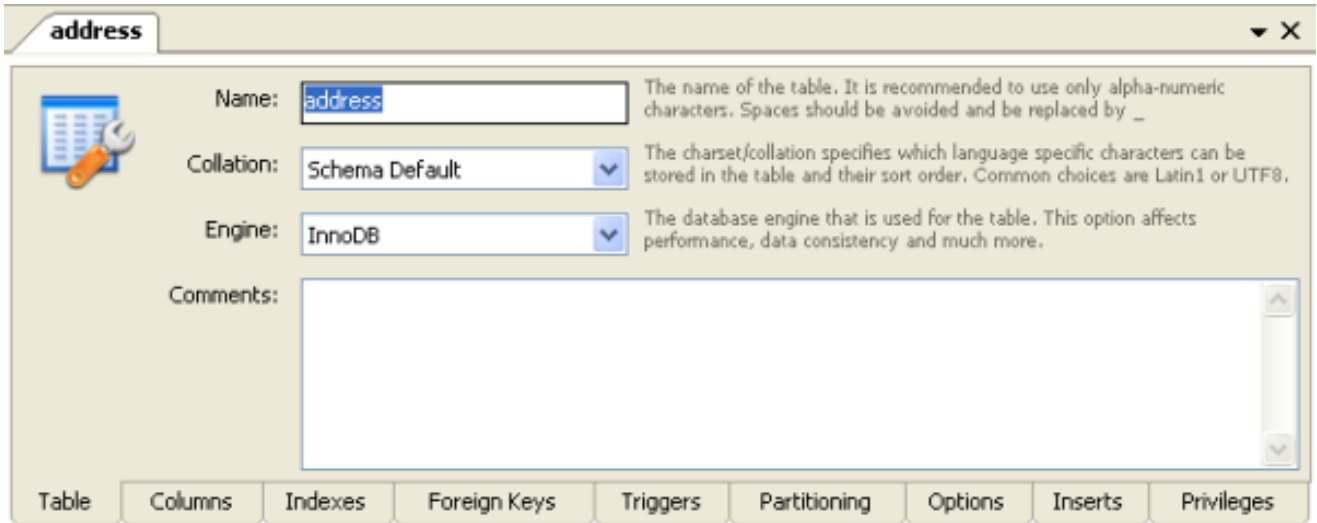 address
Name:
address
The name of the table. It is recommended to use only alpha-numeric
characters. Spaces should be avoided and be replaced by _
Collation:
Schema Default
The charset/collation specifies which language specific characters can be
stored in the table and their sort order. Common choices are Latin1 or UTF8.
Engine:
InnoDB
The database engine that is used for the table. This option affects
performance, data consistency and much more.
Comments:
Table
Columns
Indexes
Foreign Keys
Triggers
Partitioning
Options
Inserts
Privileges